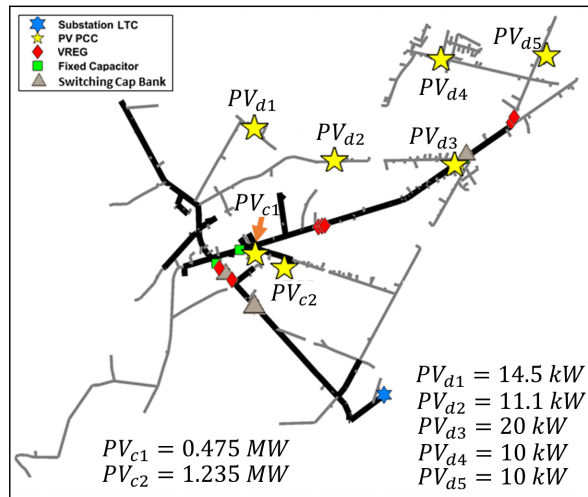 Substation LTC
PV PCC
VREG
Fixed Capacitor
Switching Cap Bank
PV_{d5}
PV_{d4}
PV_{d1}
PV_{d2}
PV_{d3}
PV_{c1}
PV_{c2}
PV_{d1} = 14.5 kW
PV_{d2} = 11.1 kW
PV_{d3} = 20 kW
PV_{d4} = 10 kW
PV_{d5} = 10 kW
PV_{c1} = 0.475 MW
PV_{c2} = 1.235 MW